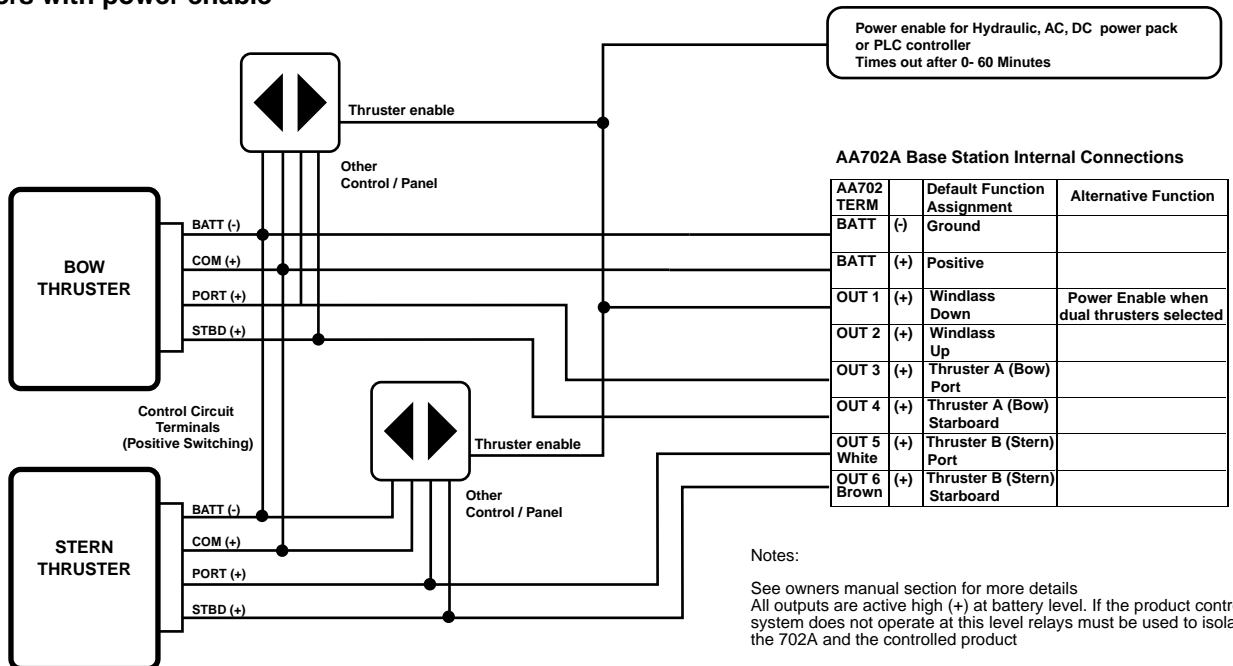 ers with power enable
Power enable for Hydraulic, AC, DC power pack
or PLC controller
Times out after 0- 60 Minutes
Thruster enable
Other
Control / Panel
BOW
THRUSTER
BATT (-)
COM (+)
PORT (+)
STBD (+)
Control Circuit
Terminals
(Positive Switching)
Thruster enable
Other
Control / Panel
STERN
THRUSTER
BATT (-)
COM (+)
PORT (+)
STBD (+)
AA702A Base Station Internal Connections
AA702 TERM Default Function Assignment Alternative Function
BATT (-) Ground
BATT (+) Positive
OUT 1 (+) Windlass Down Power Enable when dual thrusters selected
OUT 2 (+) Windlass Up
OUT 3 (+) Thruster A (Bow) Port
OUT 4 (+) Thruster A (Bow) Starboard
OUT 5 White (+) Thruster B (Stern) Port
OUT 6 Brown (+) Thruster B (Stern) Starboard
Notes:
See owners manual section for more details
All outputs are active high (+) at battery level. If the product contr
system does not operate at this level relays must be used to isola
the 702A and the controlled product